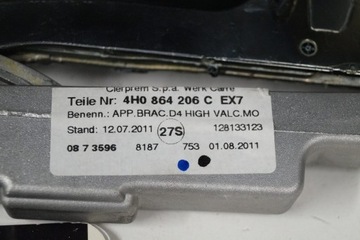 Cierprem S.p.a. Werk Carre
Teile Nr: 4H0 864 206 C EX7
Benenn.: APP.BRAC.D4 HIGH VALC.MO
Stand: 12.07.2011 27S 128133123
08 7 3596 8187 753 01.08.2011